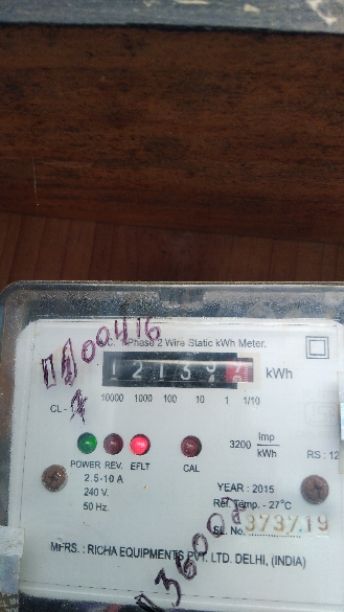 A.C. 1 Phase 2 Wire Static kWh Meter.
kWh
10000 1000 100 10 1 1/10
CL -
3200 Imp/kWh
RS : 12
POWER REV. EFLT CAL
2.5-10 A
240 V.
50 Hz.
YEAR : 2015
Ref. Temp. - 27°C
SL. No. 373719
MFRS. : RICHA EQUIPMENTS PVT. LTD. DELHI, (INDIA)